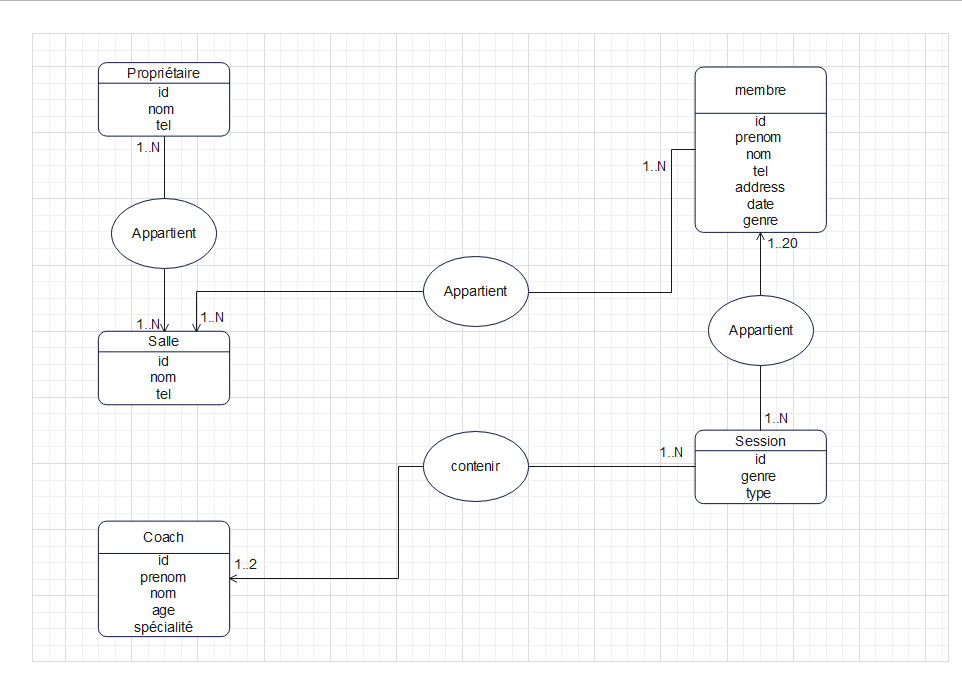 Propriétaire
id
nom
tel
1..N
Appartient
1..N
1..N
Salle
id
nom
tel
Appartient
1..N
membre
id
prenom
nom
tel
address
date
genre
1..20
Appartient
1..N
Session
id
genre
type
1..N
contenir
1..2
Coach
id
prenom
nom
age
spécialité